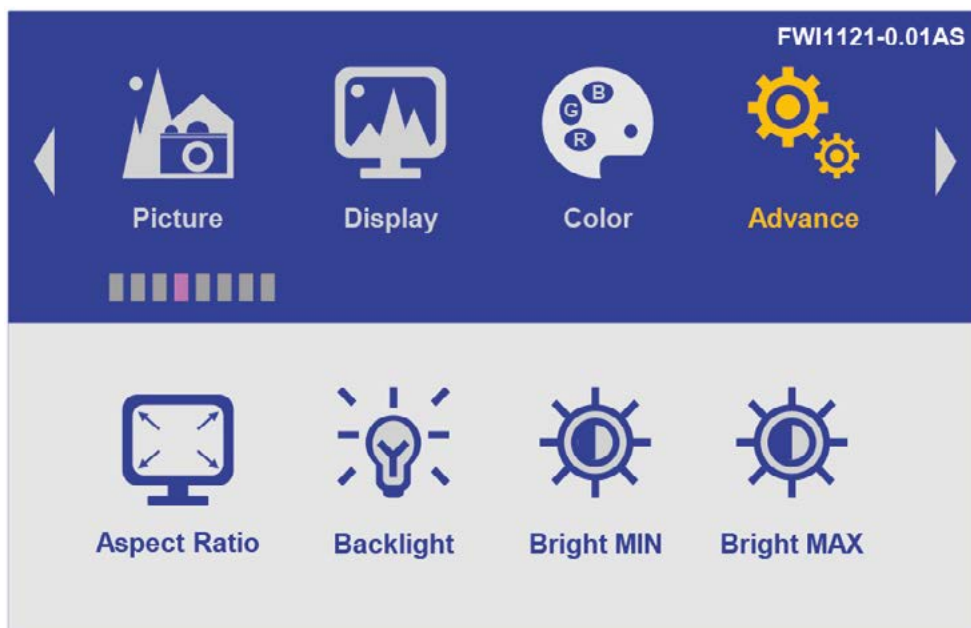 FWI1121-0.01AS
B
G
R
Picture Display Color Advance
Aspect Ratio Backlight Bright MIN Bright MAX